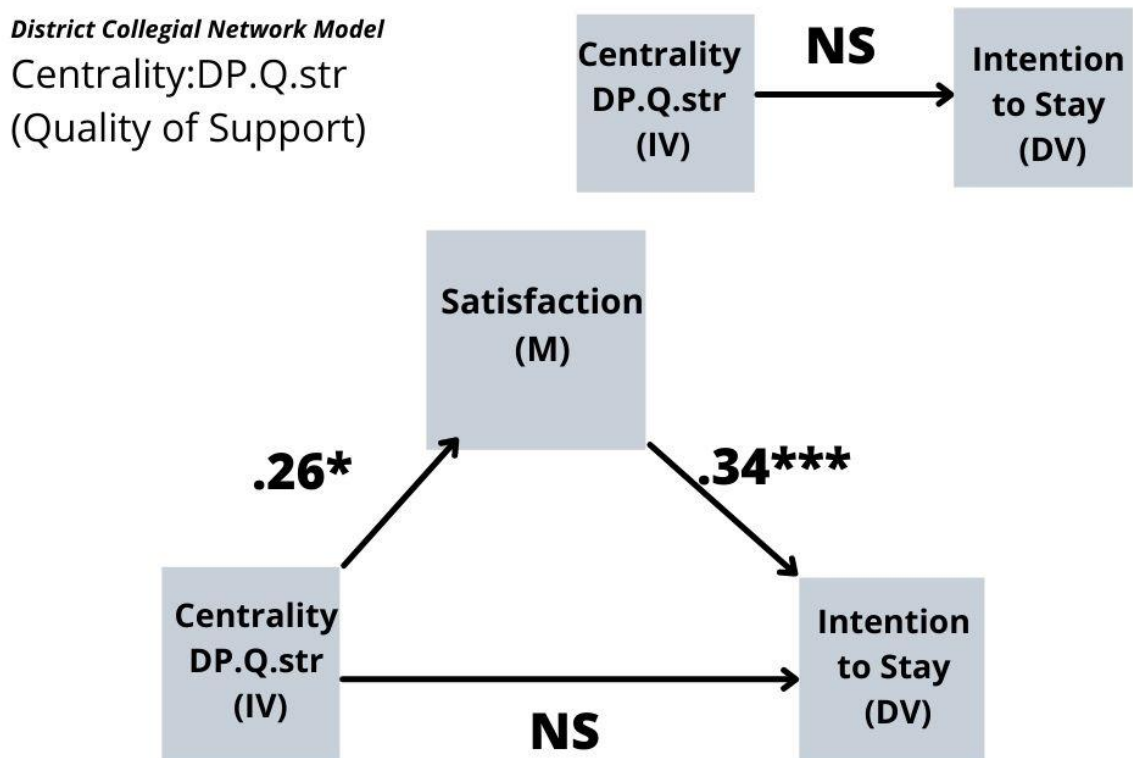 District Collegial Network Model
Centrality:DP.Q.str
(Quality of Support)
Centrality
DP.Q.str
(IV)
NS
Intention
to Stay
(DV)
Satisfaction
(M)
.26*
.34***
Centrality
DP.Q.str
(IV)
NS
Intention
to Stay
(DV)